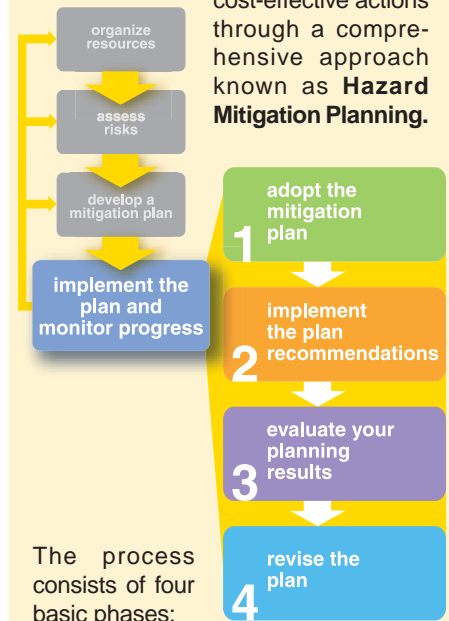 cost-effective actions
through a compre-
hensive approach
known as Hazard
Mitigation Planning.
organize
resources
assess
risks
develop a
mitigation plan
implement the
plan and
monitor progress
1
adopt the
mitigation
plan
2
implement
the plan
recommendations
3
evaluate your
planning
results
4
revise the
plan
The process
consists of four
basic phases: